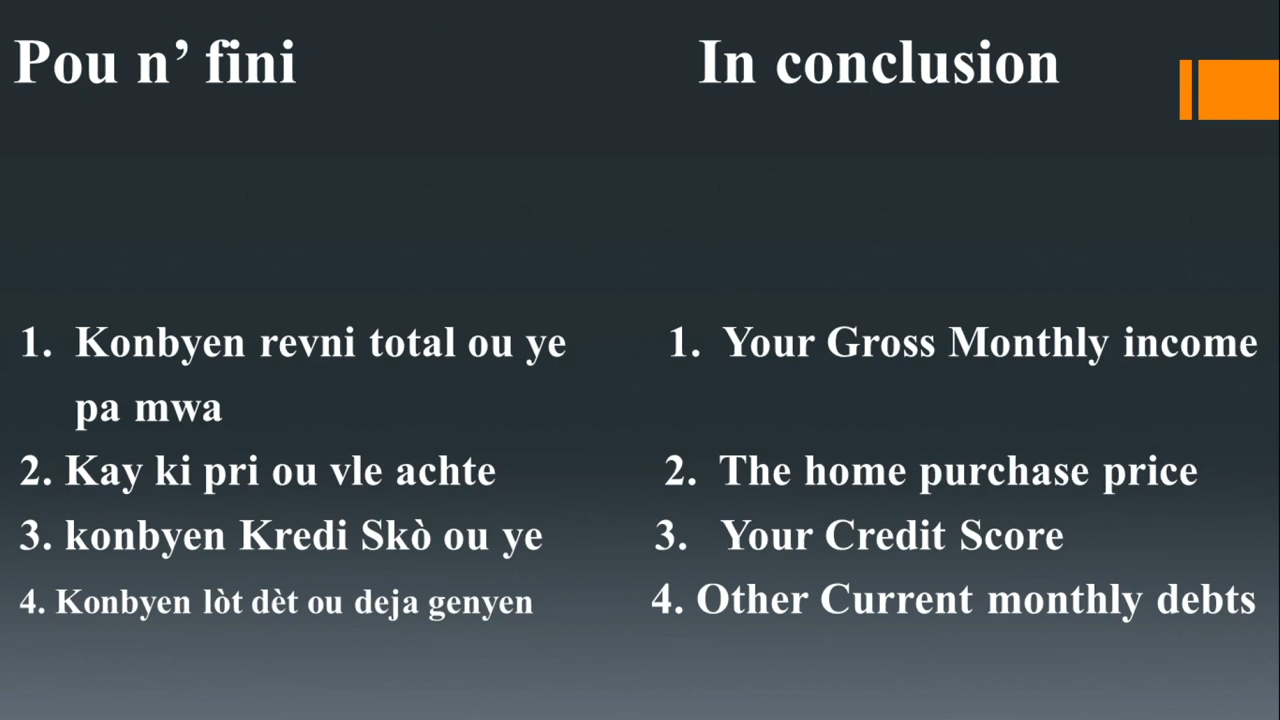 Pou n’ fini
In conclusion
1. Konbyen revni total ou ye
pa mwa
2. Kay ki pri ou vle achte
3. konbyen Kredi Skò ou ye
4. Konbyen lòt dèt ou deja genyen
1. Your Gross Monthly income
2. The home purchase price
3. Your Credit Score
4. Other Current monthly debts